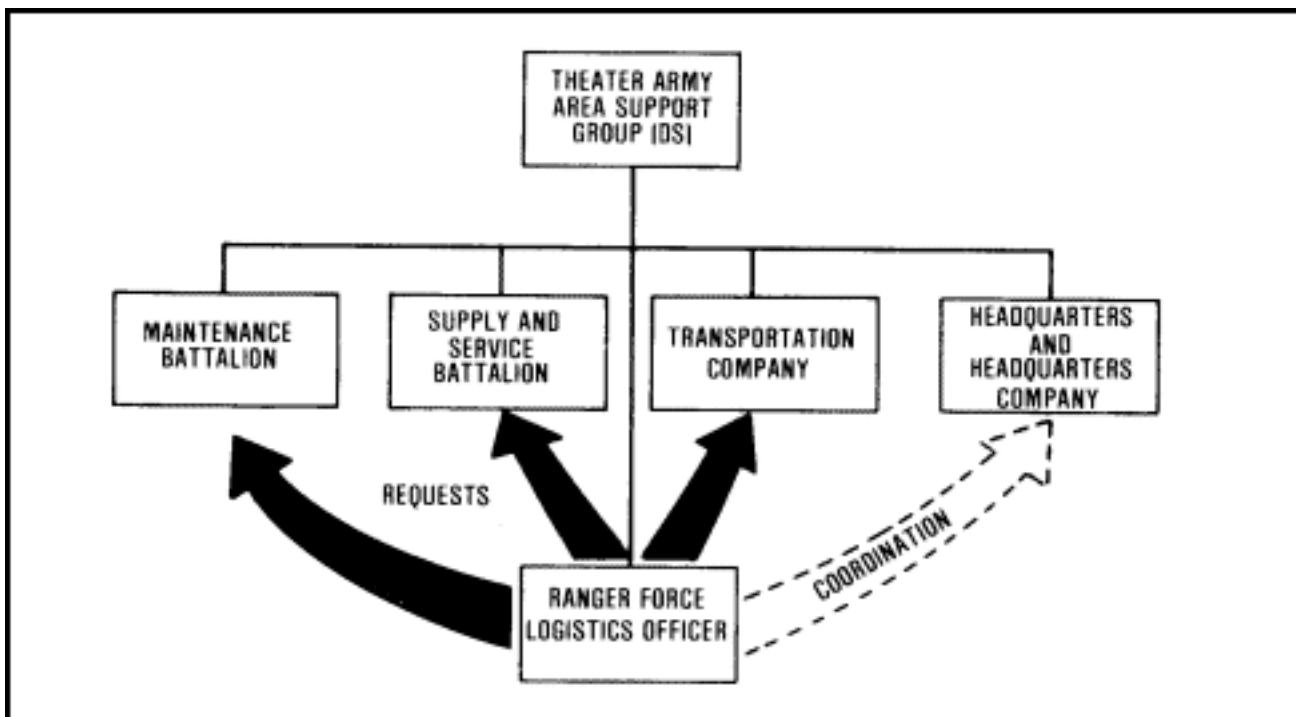 THEATER ARMY
AREA SUPPORT
GROUP (DS)
MAINTENANCE
BATTALION
SUPPLY AND
SERVICE
BATTALION
TRANSPORTATION
COMPANY
HEADQUARTERS
AND
HEADQUARTERS
COMPANY
REQUESTS
COORDINATION
RANGER FORCE
LOGISTICS OFFICER